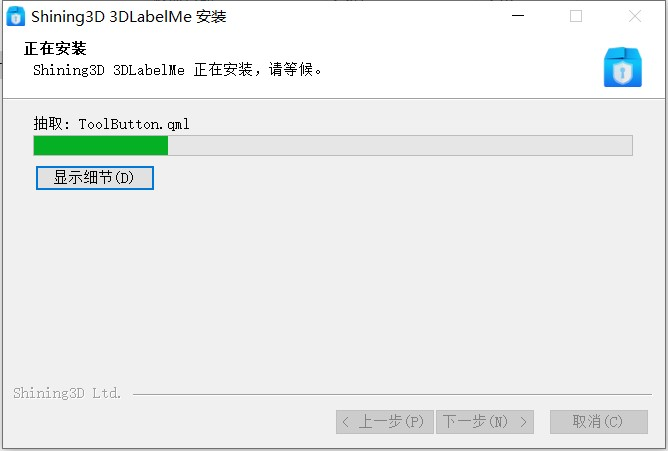 Shining3D 3DLabelMe 安装
正在安装
Shining3D 3DLabelMe 正在安装，请等候。
抽取: ToolButton.qml
显示细节(D)
Shining3D Ltd.
< 上一步(P) 下一步(N) > 取消(C)